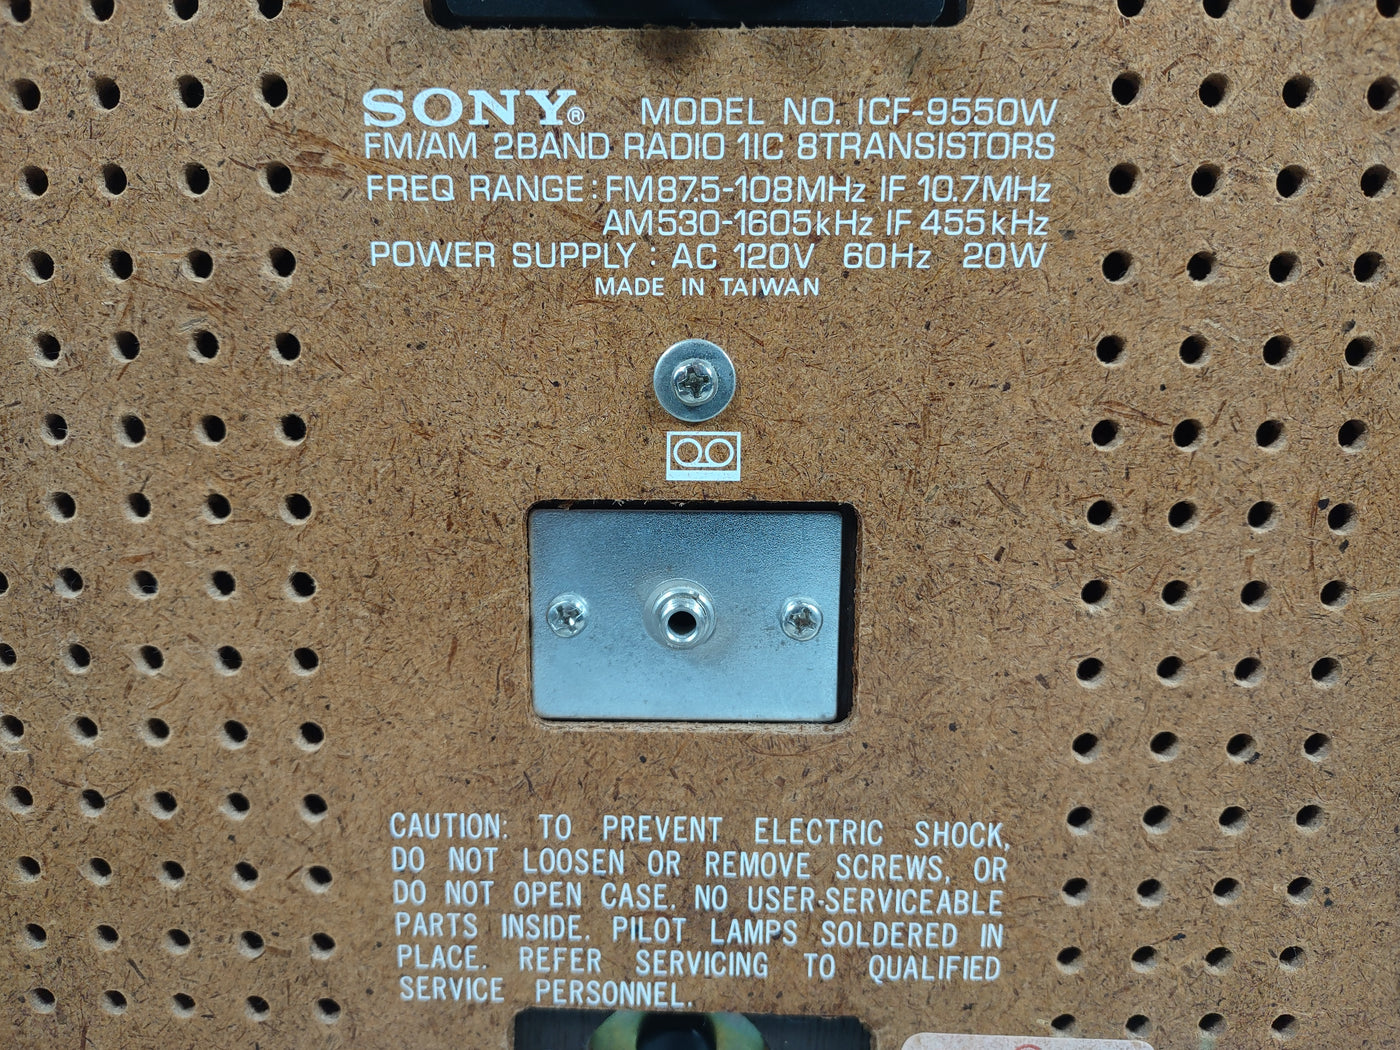 SONY® MODEL NO. ICF-9550W
FM/AM 2BAND RADIO 1IC 8TRANSISTORS
FREQ RANGE : FM87.5-108MHz IF 10.7MHz
AM530-1605kHz IF 455kHz
POWER SUPPLY : AC 120V 60Hz 20W
MADE IN TAIWAN
CAUTION: TO PREVENT ELECTRIC SHOCK,
DO NOT LOOSEN OR REMOVE SCREWS, OR
DO NOT OPEN CASE. NO USER-SERVICEABLE
PARTS INSIDE. PILOT LAMPS SOLDERED IN
PLACE. REFER SERVICING TO QUALIFIED
SERVICE PERSONNEL.